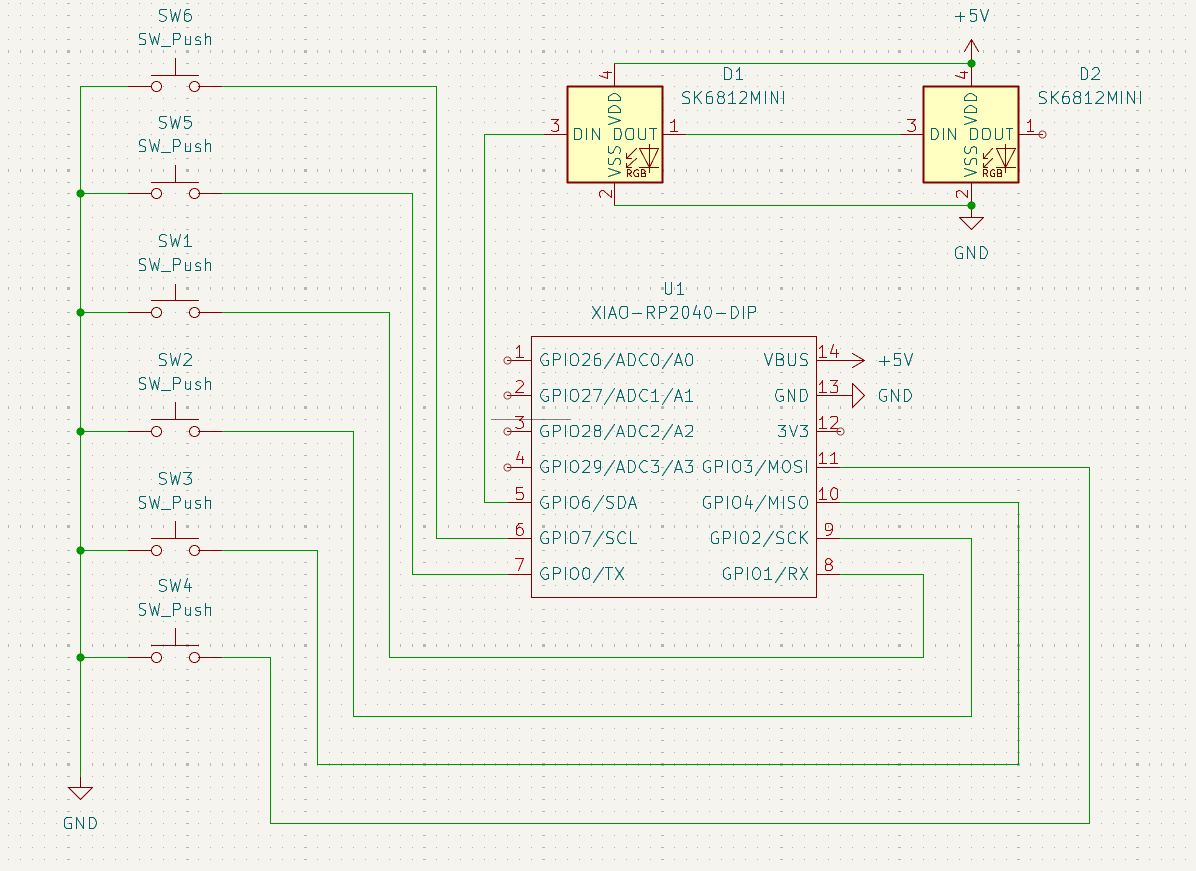 SW6
SW_Push
SW5
SW_Push
SW1
SW_Push
SW2
SW_Push
SW3
SW_Push
SW4
SW_Push
GND
+5V
D1
SK6812MINI
4
VDD
3
DIN
DOUT
1
VSS
RGB
2
D2
SK6812MINI
4
VDD
3
DIN
DOUT
1
VSS
RGB
2
GND
U1
XIAO-RP2040-DIP
1 GPIO26/ADC0/A0
2 GPIO27/ADC1/A1
3 GPIO28/ADC2/A2
4 GPIO29/ADC3/A3
5 GPIO6/SDA
6 GPIO7/SCL
7 GPIO0/TX
VBUS 14 +5V
GND 13 GND
3V3 12
GPIO3/MOSI 11
GPIO4/MISO 10
GPIO2/SCK 9
GPIO1/RX 8